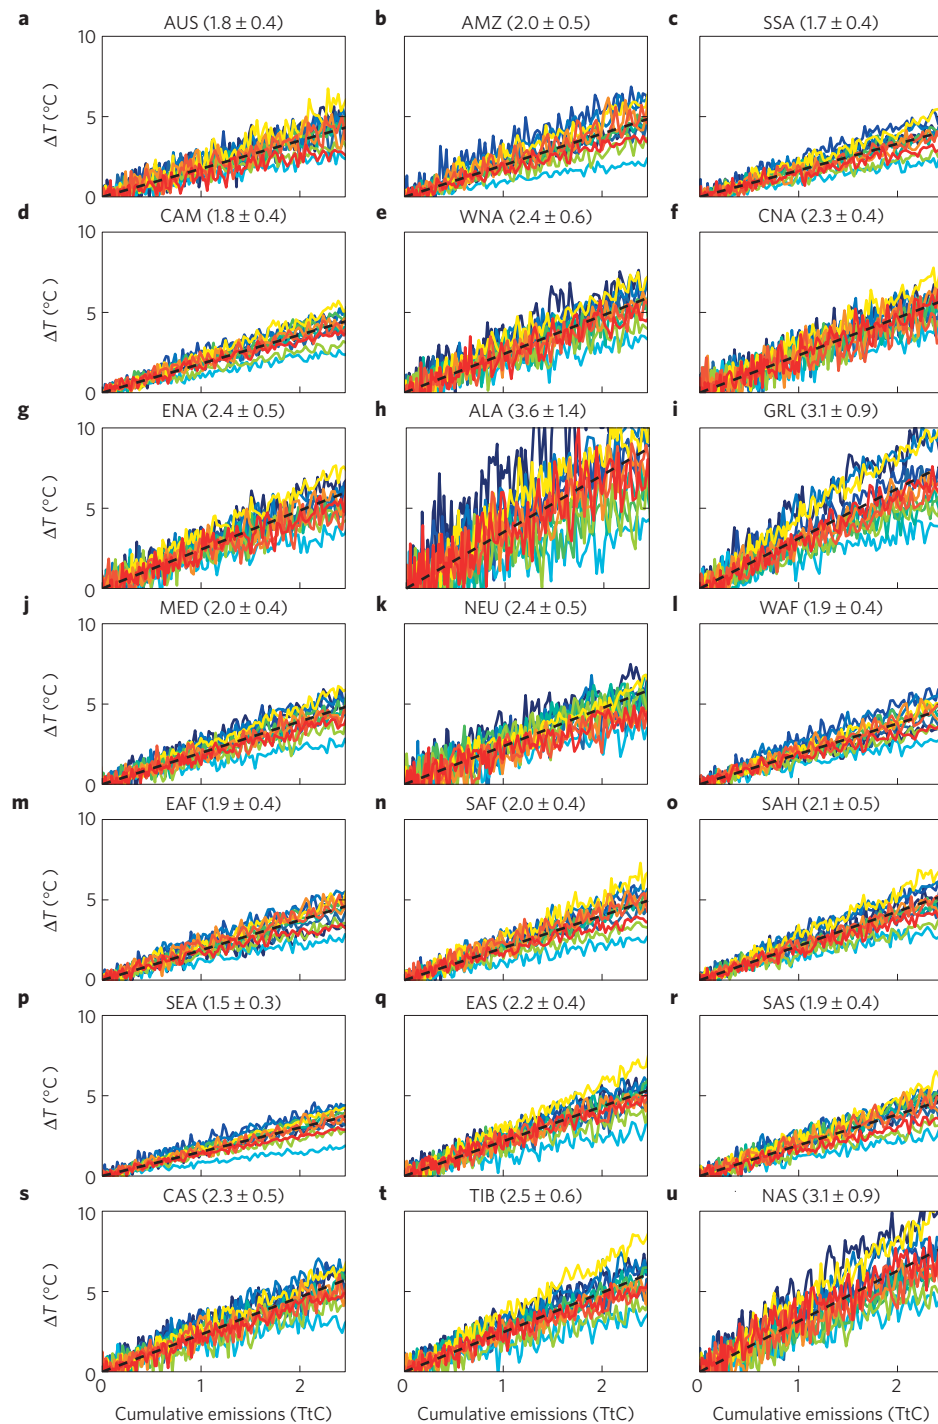 a AUS (1.8 ± 0.4) b AMZ (2.0 ± 0.5) c SSA (1.7 ± 0.4)
10
5
0
ΔT (°C)
d CAM (1.8 ± 0.4) e WNA (2.4 ± 0.6) f CNA (2.3 ± 0.4)
10
5
0
ΔT (°C)
g ENA (2.4 ± 0.5) h ALA (3.6 ± 1.4) i GRL (3.1 ± 0.9)
10
5
0
ΔT (°C)
j MED (2.0 ± 0.4) k NEU (2.4 ± 0.5) l WAF (1.9 ± 0.4)
10
5
0
ΔT (°C)
m EAF (1.9 ± 0.4) n SAF (2.0 ± 0.4) o SAH (2.1 ± 0.5)
10
5
0
ΔT (°C)
p SEA (1.5 ± 0.3) q EAS (2.2 ± 0.4) r SAS (1.9 ± 0.4)
10
5
0
ΔT (°C)
s CAS (2.3 ± 0.5) t TIB (2.5 ± 0.6) u NAS (3.1 ± 0.9)
10
5
0
ΔT (°C)
0 1 2 0 1 2 0 1 2
Cumulative emissions (TtC) Cumulative emissions (TtC) Cumulative emissions (TtC)